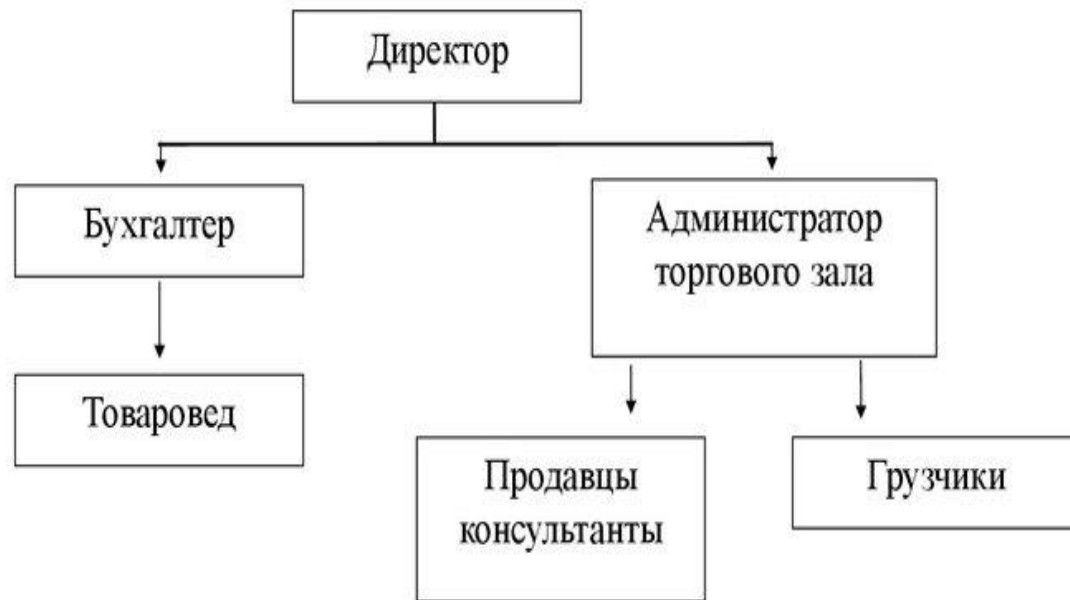 Директор
Бухгалтер
Администратор
торгового зала
Товаровед
Продавцы
консультанты
Грузчики